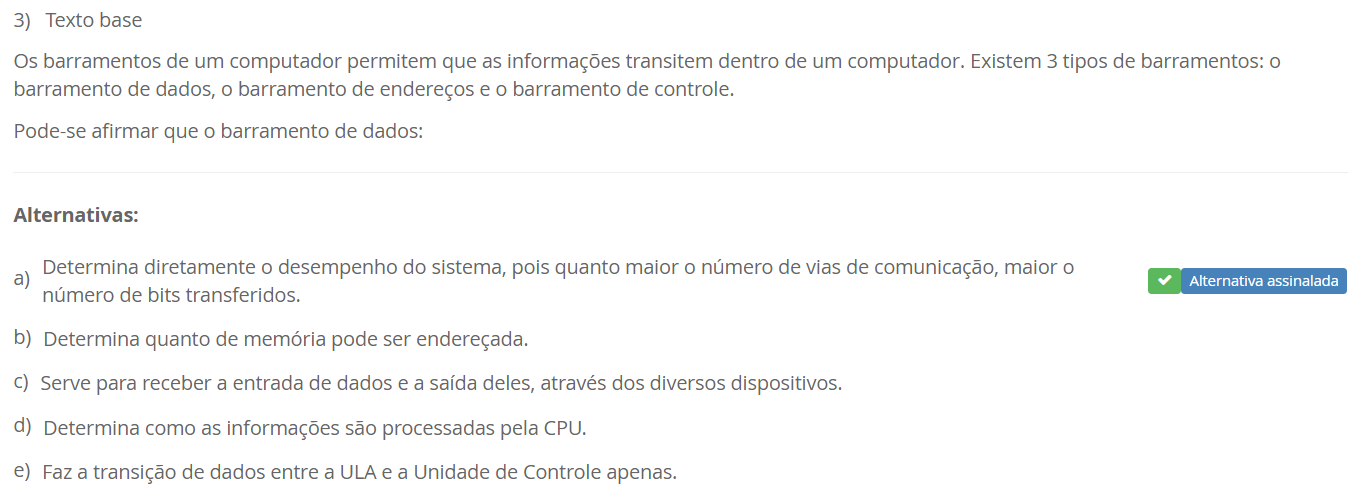 3) Texto base
Os barramentos de um computador permitem que as informações transitem dentro de um computador. Existem 3 tipos de barramentos: o
barramento de dados, o barramento de endereços e o barramento de controle.
Pode-se afirmar que o barramento de dados:
Alternativas:
a) Determina diretamente o desempenho do sistema, pois quanto maior o número de vias de comunicação, maior o
número de bits transferidos.
Alternativa assinalada
b) Determina quanto de memória pode ser endereçada.
c) Serve para receber a entrada de dados e a saída deles, através dos diversos dispositivos.
d) Determina como as informações são processadas pela CPU.
e) Faz a transição de dados entre a ULA e a Unidade de Controle apenas.